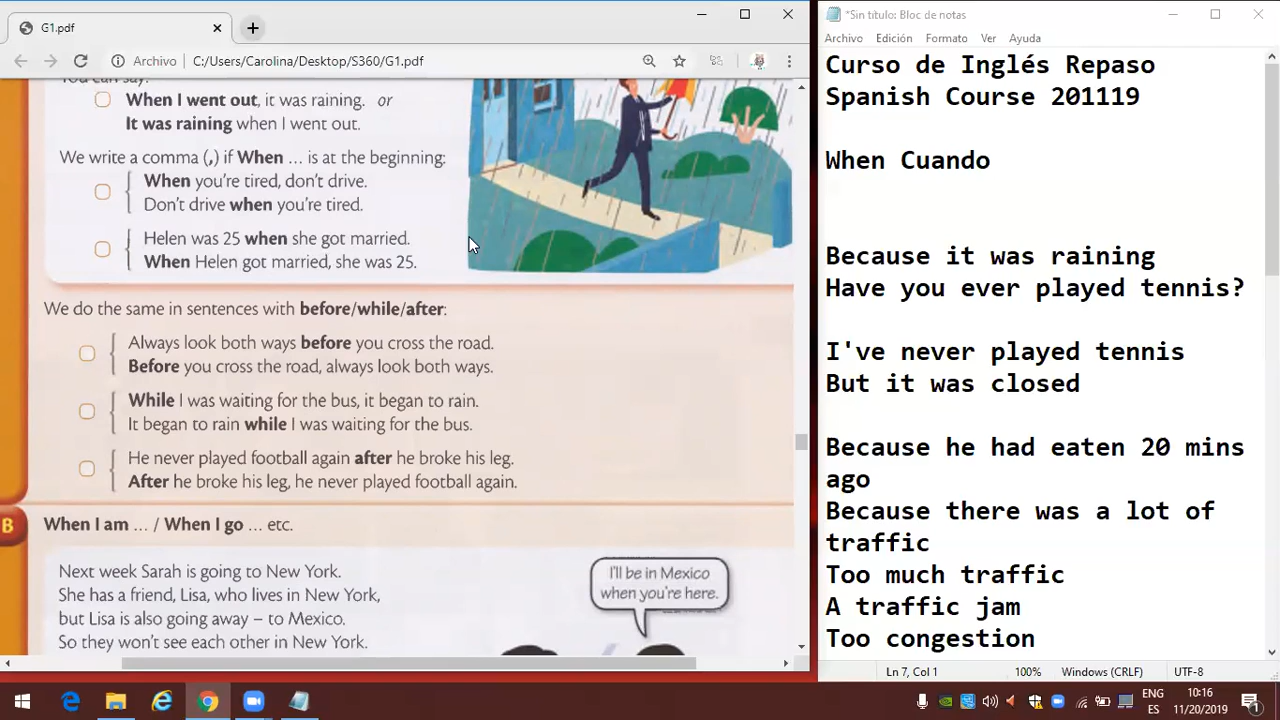 G1.pdf
Archivo
C:/Users/Carolina/Desktop/S360/G1.pdf
You can say:
When I went out, it was raining. or
It was raining when I went out.
We write a comma (,) if When ... is at the beginning:
When you're tired, don't drive.
Don't drive when you're tired.
Helen was 25 when she got married.
When Helen got married, she was 25.
We do the same in sentences with before/while/after:
Always look both ways before you cross the road.
Before you cross the road, always look both ways.
While I was waiting for the bus, it began to rain.
It began to rain while I was waiting for the bus.
He never played football again after he broke his leg.
After he broke his leg, he never played football again.
B
When I am ... / When I go ... etc.
Next week Sarah is going to New York.
She has a friend, Lisa, who lives in New York,
but Lisa is also going away – to Mexico.
So they won't see each other in New York.
I'll be in Mexico
when you're here.
*Sin título: Bloc de notas
Archivo Edición Formato Ver Ayuda
Curso de Inglés Repaso
Spanish Course 201119
When Cuando
Because it was raining
Have you ever played tennis?
I've never played tennis
But it was closed
Because he had eaten 20 mins
ago
Because there was a lot of
traffic
Too much traffic
A traffic jam
Too congestion
Ln 7, Col 1 100% Windows (CRLF) UTF-8
ENG
ES
10:16
11/20/2019